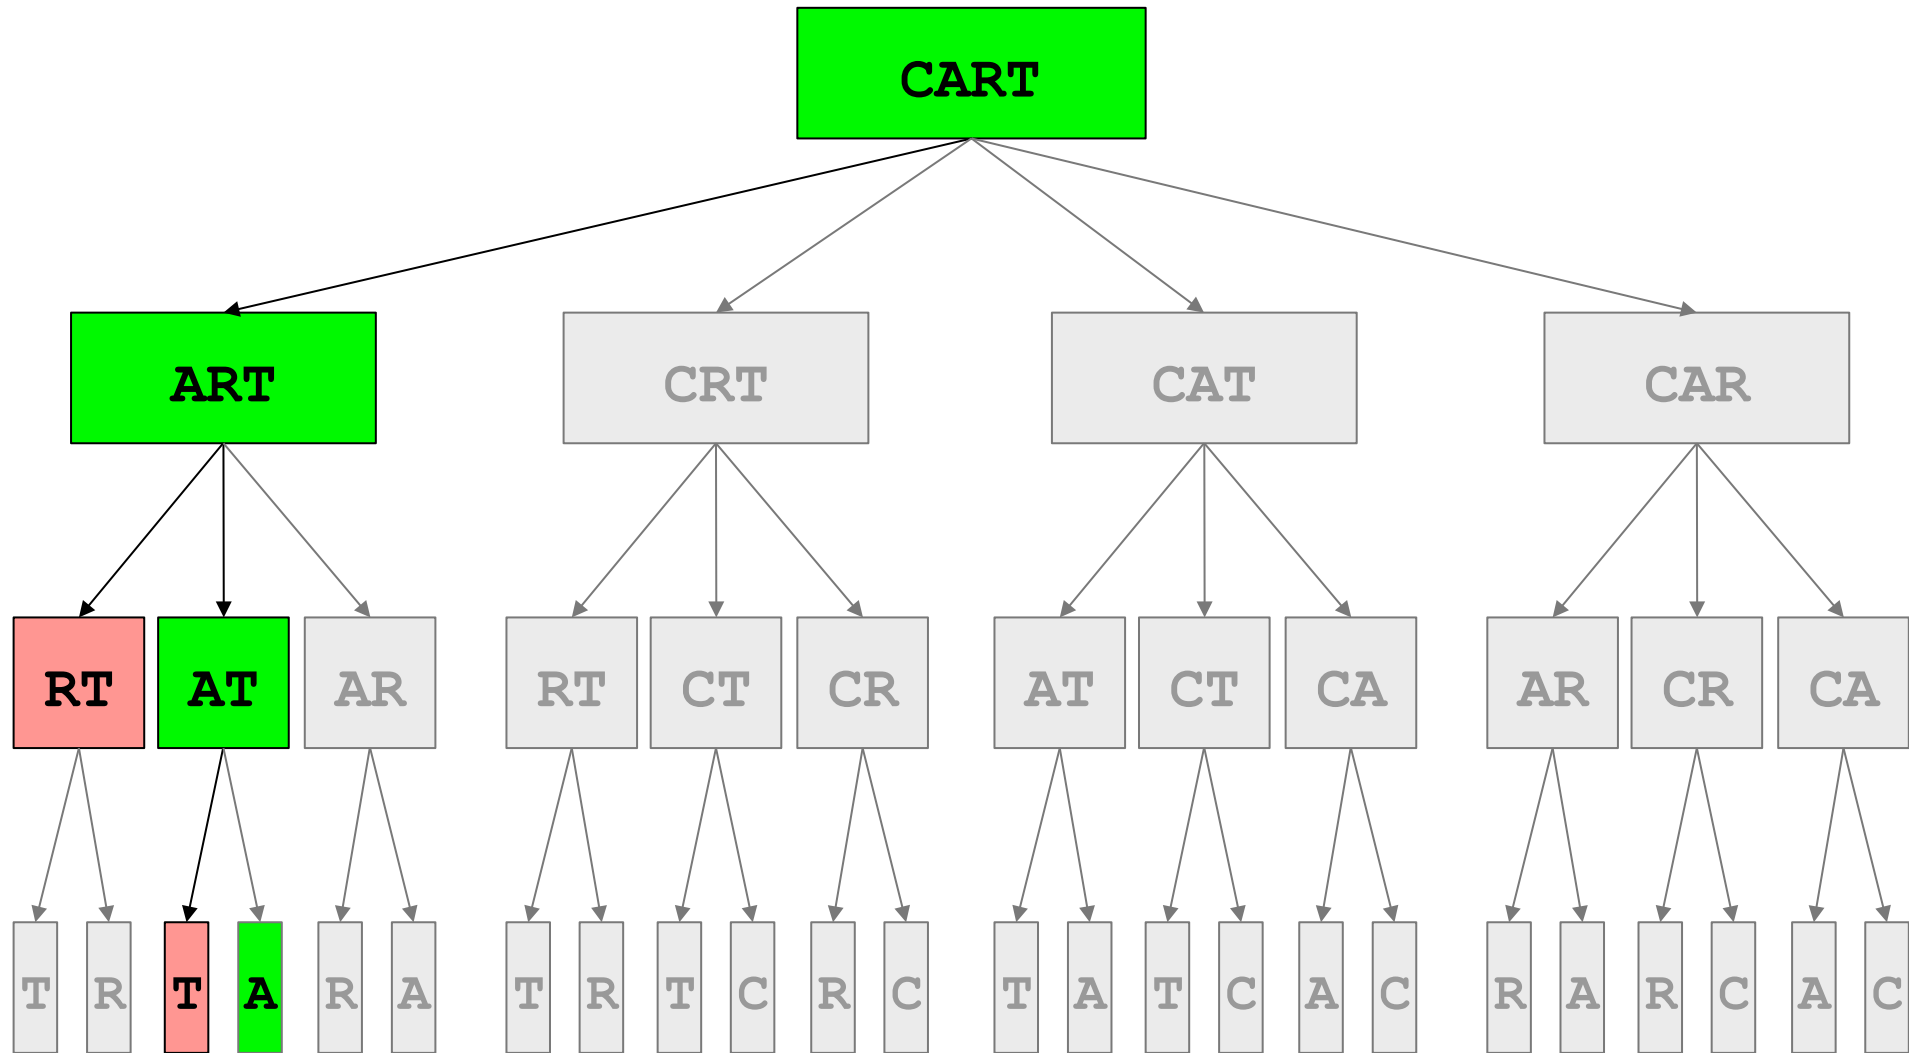 CART
ART CRT CAT CAR
RT AT AR RT CT CR AT CT CA AR CR CA
T R T A R A T R T C R C T A T C A C R A R C A C